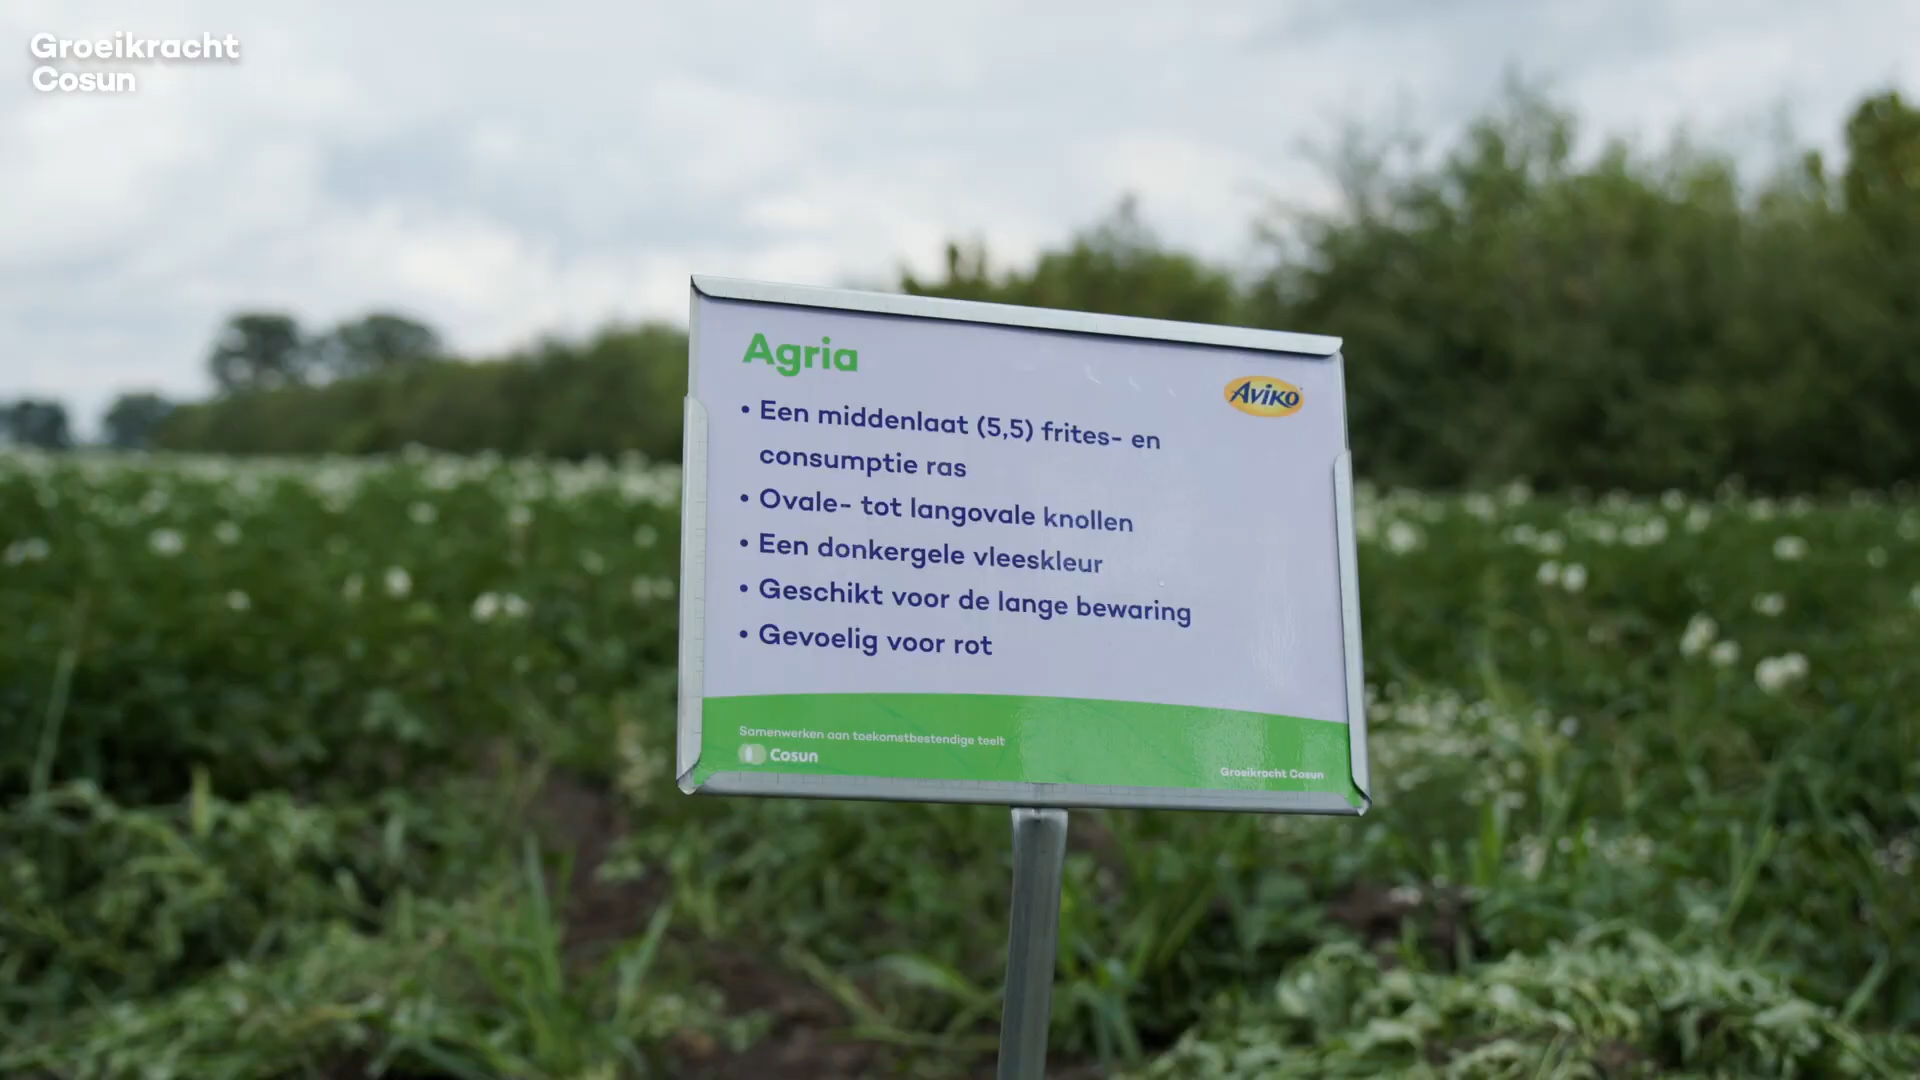 Groeikracht
Cosun
Agria
Aviko
• Een middenlaat (5,5) frites- en
consumptie ras
• Ovale- tot langovale knollen
• Een donkergele vleeskleur
• Geschikt voor de lange bewaring
• Gevoelig voor rot
Samenwerken aan toekomstbestendige teelt
Cosun
Groeikracht Cosun